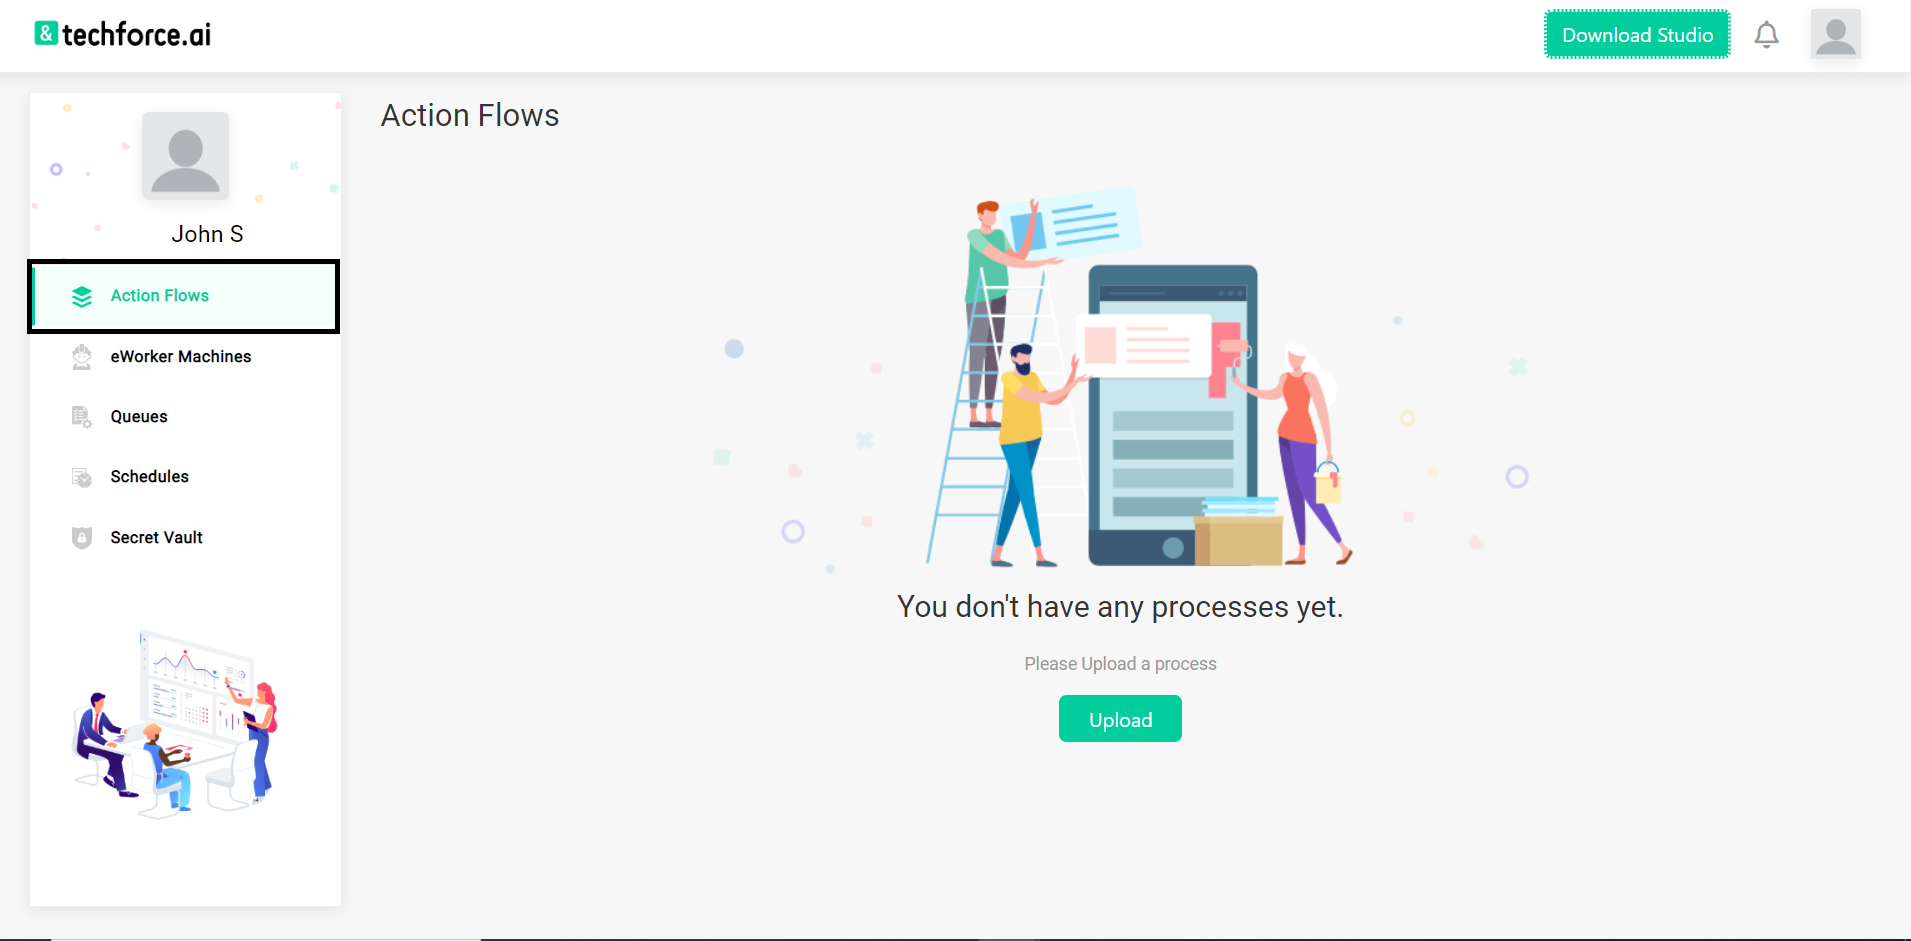 & techforce.ai
Download Studio
John S
Action Flows
eWorker Machines
Queues
Schedules
Secret Vault
Action Flows
You don't have any processes yet.
Please Upload a process
Upload